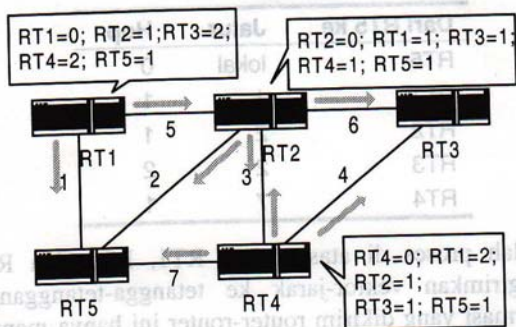 RT1=0; RT2=1;RT3=2;
RT4=2; RT5=1
RT2=0; RT1=1; RT3=1;
RT4=1; RT5=1
5
6
RT1
RT2
RT3
1
2
3
4
7
RT5
RT4
RT4=0; RT1=2;
RT2=1;
RT3=1; RT5=1